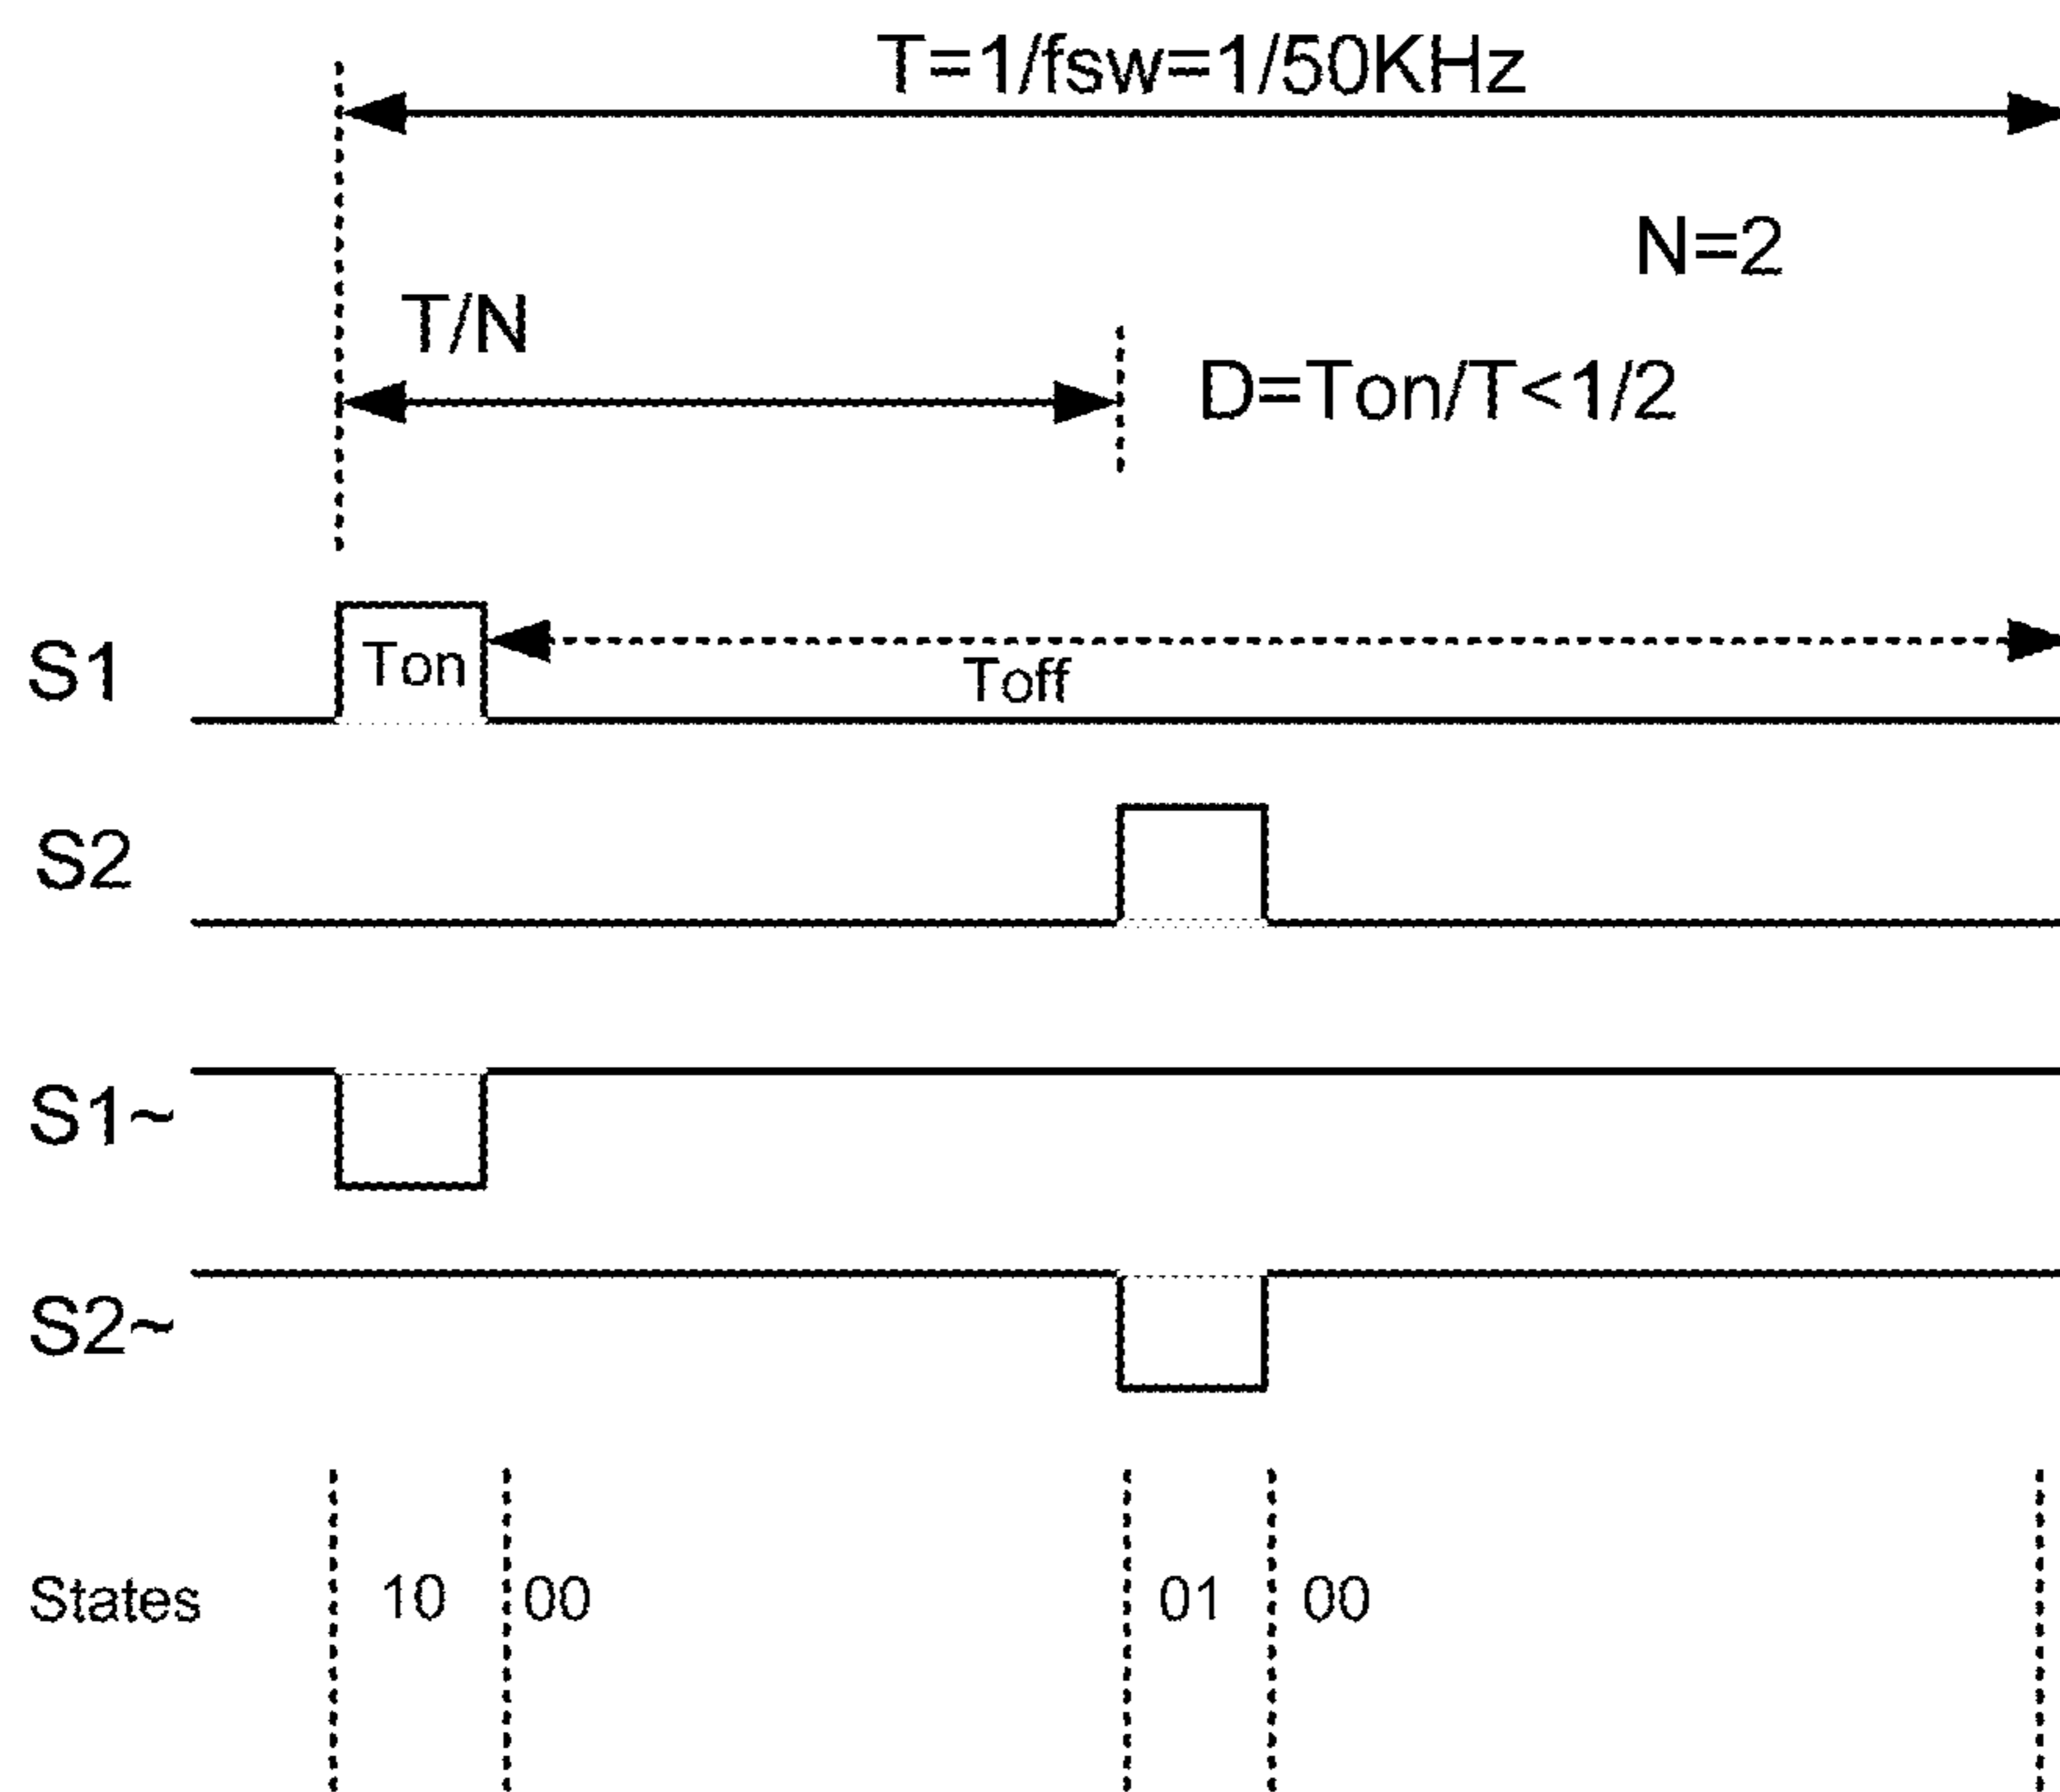 T=1/fsw=1/50KHz
N=2
T/N
D=Ton/T<1/2
S1
Ton
Toff
S2
S1~
S2~
States 10 00 01 00